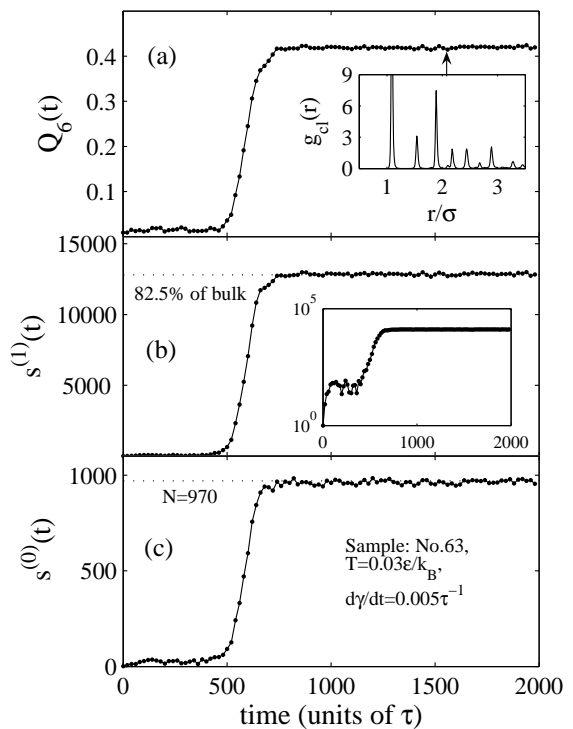 0.4
0.3
0.2
0.1
Q6(t)
(a)
9
6
3
0
gcl(r)
1 2 3
r/σ
15000
10000
5000
s(1)(t)
82.5% of bulk
(b)
10^5
10^0
0 1000 2000
1000
500
0
s(0)(t)
N=970
(c)
Sample: No.63,
T=0.03ε/kB,
dγ/dt=0.005τ−1
0 500 1000 1500 2000
time (units of τ)